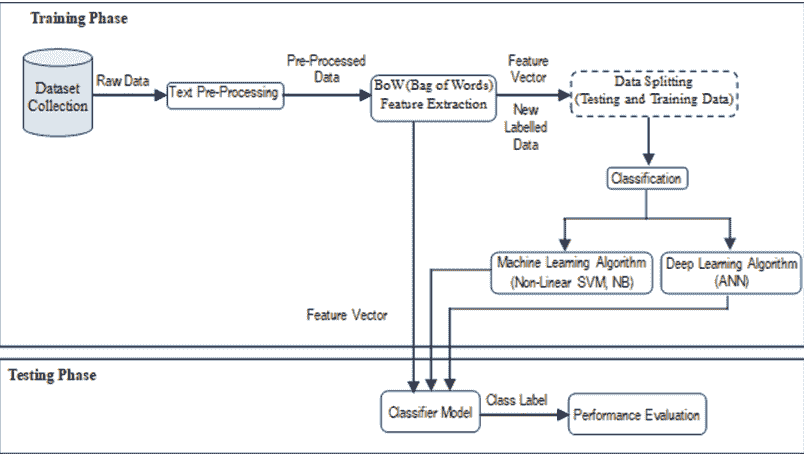 Training Phase
Dataset
Collection
Raw Data
Text Pre-Processing
Pre-Processed
Data
BoW(Bag of Words)
Feature Extraction
Feature
Vector
New
Labelled
Data
Data Splitting
(Testing and Training Data)
Classification
Machine Learning Algorithm
(Non-Linear SVM, NB)
Deep Learning Algorithm
(ANN)
Feature Vector
Testing Phase
Classifier Model
Class Label
Performance Evaluation